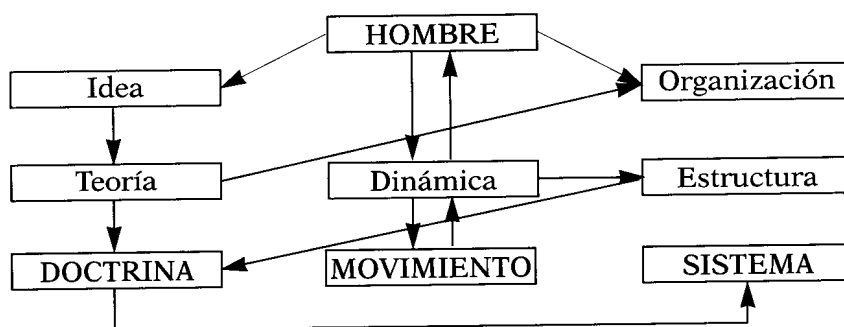 HOMBRE
Idea
Organización
Teoría
Dinámica
Estructura
DOCTRINA
MOVIMIENTO
SISTEMA